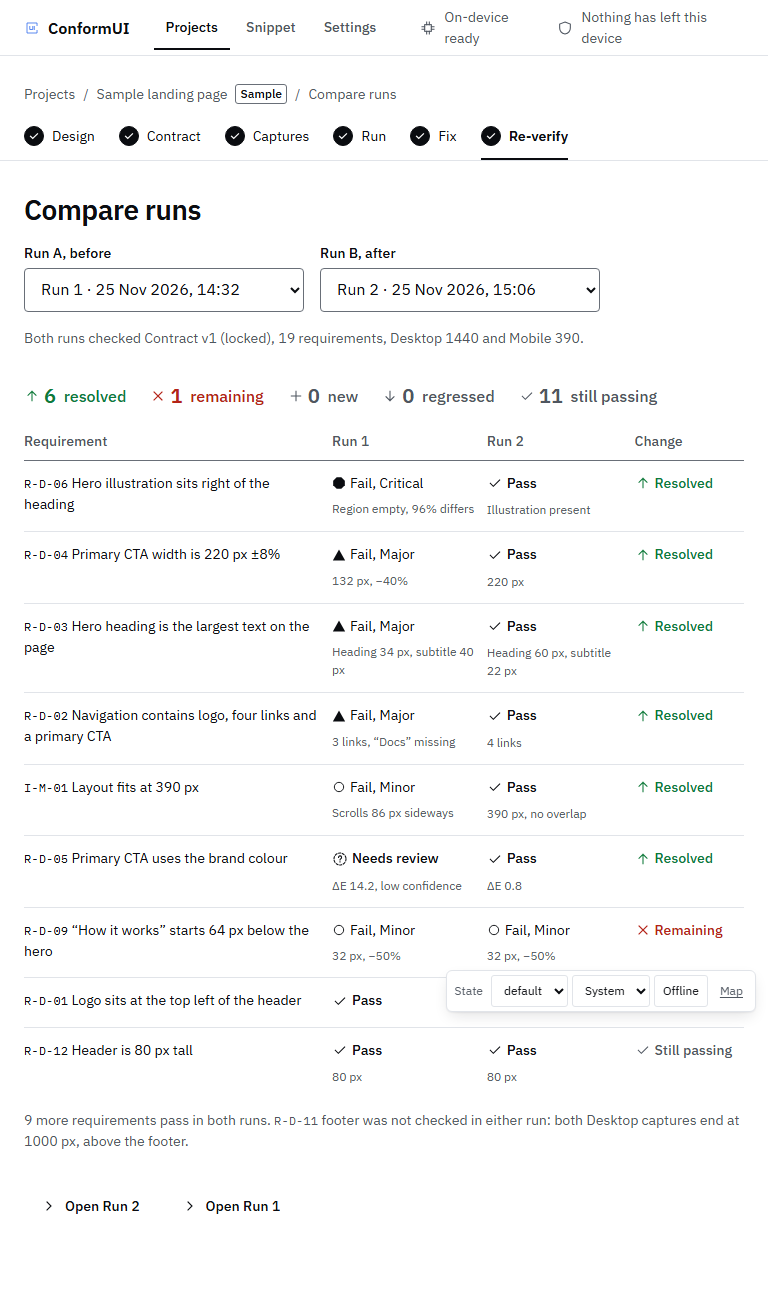 ConformUI
Projects
Snippet
Settings
On-device
ready
Nothing has left this
device
Projects / Sample landing page Sample / Compare runs
Design
Contract
Captures
Run
Fix
Re-verify
Compare runs
Run A, before
Run B, after
Run 1 · 25 Nov 2026, 14:32
Run 2 · 25 Nov 2026, 15:06
Both runs checked Contract v1 (locked), 19 requirements, Desktop 1440 and Mobile 390.
↑ 6 resolved
× 1 remaining
+ 0 new
↓ 0 regressed
✓ 11 still passing
Requirement
Run 1
Run 2
Change
R-D-06 Hero illustration sits right of the
heading
Fail, Critical
Region empty, 96% differs
Pass
Illustration present
↑ Resolved
R-D-04 Primary CTA width is 220 px ±8%
Fail, Major
132 px, −40%
Pass
220 px
↑ Resolved
R-D-03 Hero heading is the largest text on the
page
Fail, Major
Heading 34 px, subtitle 40
px
Pass
Heading 60 px, subtitle
22 px
↑ Resolved
R-D-02 Navigation contains logo, four links and
a primary CTA
Fail, Major
3 links, “Docs” missing
Pass
4 links
↑ Resolved
I-M-01 Layout fits at 390 px
Fail, Minor
Scrolls 86 px sideways
Pass
390 px, no overlap
↑ Resolved
R-D-05 Primary CTA uses the brand colour
Needs review
ΔE 14.2, low confidence
Pass
ΔE 0.8
↑ Resolved
R-D-09 “How it works” starts 64 px below the
hero
Fail, Minor
32 px, −50%
Fail, Minor
32 px, −50%
× Remaining
R-D-01 Logo sits at the top left of the header
Pass
State
default
System
Offline
Map
R-D-12 Header is 80 px tall
Pass
80 px
Pass
80 px
✓ Still passing
9 more requirements pass in both runs. R-D-11 footer was not checked in either run: both Desktop captures end at
1000 px, above the footer.
Open Run 2
Open Run 1